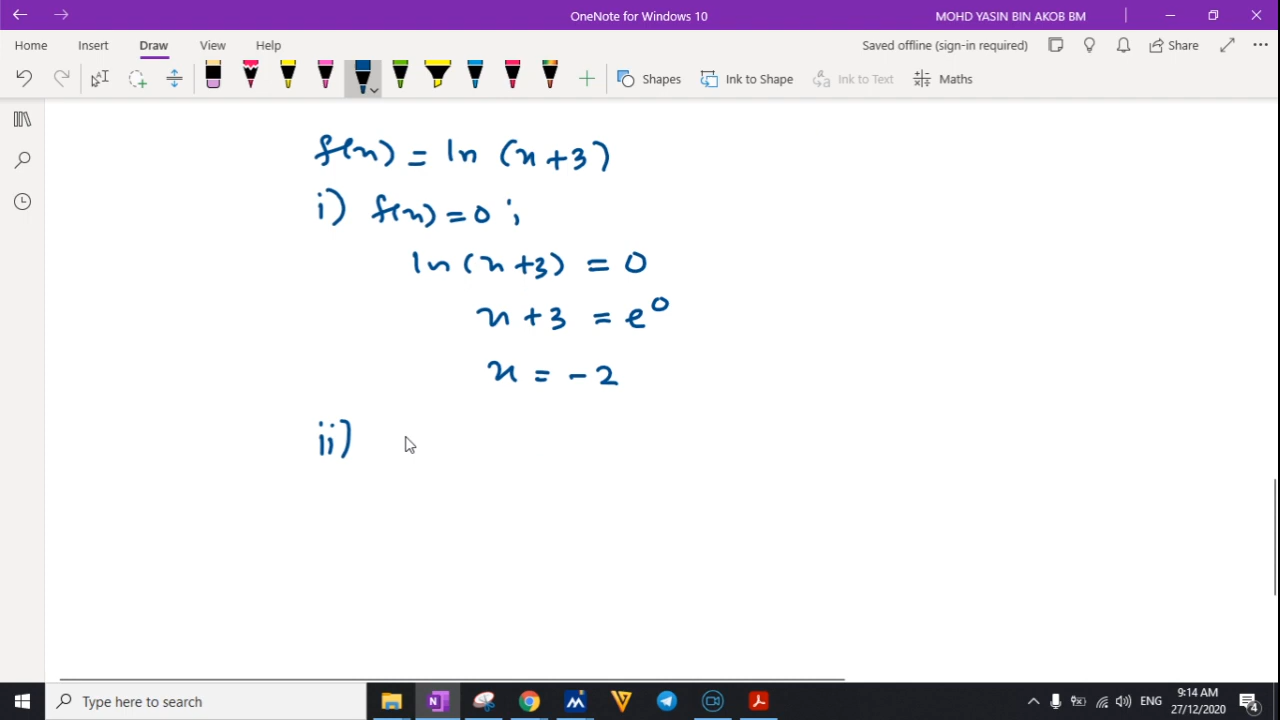 OneNote for Windows 10
MOHD YASIN BIN AKOB BM
Home Insert Draw View Help
Saved offline (sign-in required)
Share
Shapes
Ink to Shape
Ink to Text
Maths
f(x) = ln (x+3)
i) f(x) = 0 ;
ln (x+3) = 0
x + 3 = e^0
x = -2
ii)
Type here to search
ENG
9:14 AM
27/12/2020
4